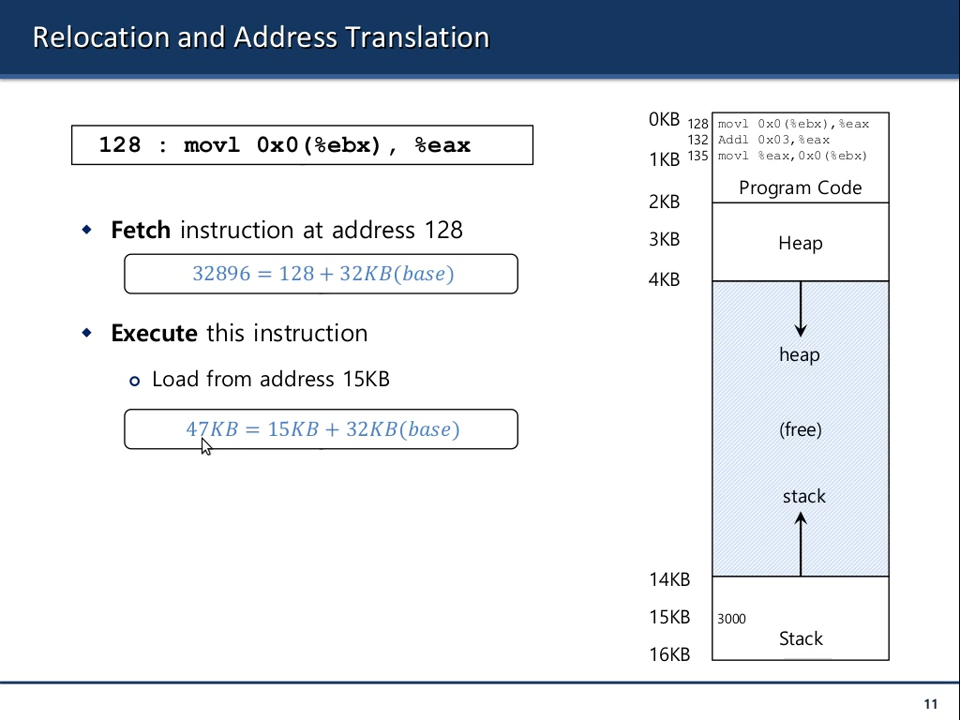 Relocation and Address Translation
128 : movl 0x0(%ebx), %eax
Fetch instruction at address 128
32896 = 128 + 32KB(base)
Execute this instruction
Load from address 15KB
47KB = 15KB + 32KB(base)
0KB
128 movl 0x0(%ebx),%eax
132 Addl 0x03,%eax
1KB
135 movl %eax,0x0(%ebx)
Program Code
2KB
3KB
Heap
4KB
heap
(free)
stack
14KB
15KB
3000
Stack
16KB
11